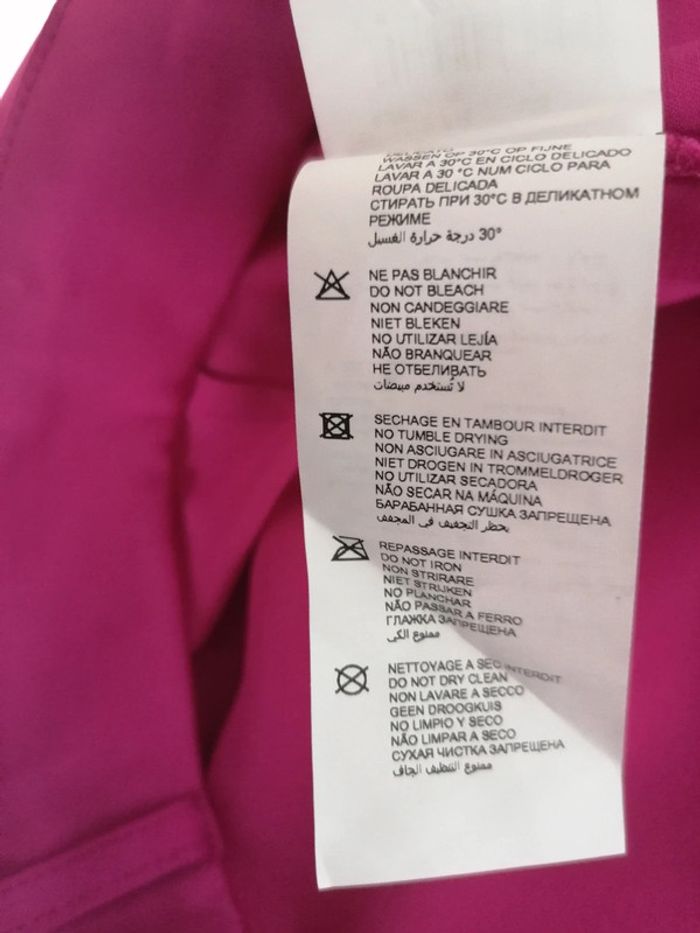 WASSEN OP 30°C OP FIJNE
LAVAR A 30°C EN CICLO DELICADO
LAVAR A 30 °C NUM CICLO PARA
ROUPA DELICADA
СТИРАТЬ ПРИ 30°C В ДЕЛИКАТНОМ
РЕЖИМЕ
30° درجة حرارة الغسيل
NE PAS BLANCHIR
DO NOT BLEACH
NON CANDEGGIARE
NIET BLEKEN
NO UTILIZAR LEJÍA
NÃO BRANQUEAR
НЕ ОТБЕЛИВАТЬ
لا تستخدم مبيضات
SECHAGE EN TAMBOUR INTERDIT
NO TUMBLE DRYING
NON ASCIUGARE IN ASCIUGATRICE
NIET DROGEN IN TROMMELDROGER
NO UTILIZAR SECADORA
NÃO SECAR NA MÁQUINA
БАРАБАННАЯ СУШКА ЗАПРЕЩЕНА
يحظر التجفيف في المجفف
REPASSAGE INTERDIT
DO NOT IRON
NON STRIRARE
NIET STRIJKEN
NO PLANCHAR
NÃO PASSAR A FERRO
ГЛАЖКА ЗАПРЕЩЕНА
ممنوع الكي
NETTOYAGE A SEC INTERDIT
DO NOT DRY CLEAN
NON LAVARE A SECCO
GEEN DROOGKUIS
NO LIMPIO Y SECO
NÃO LIMPAR A SECO
СУХАЯ ЧИСТКА ЗАПРЕЩЕНА
ممنوع التنظيف الجاف